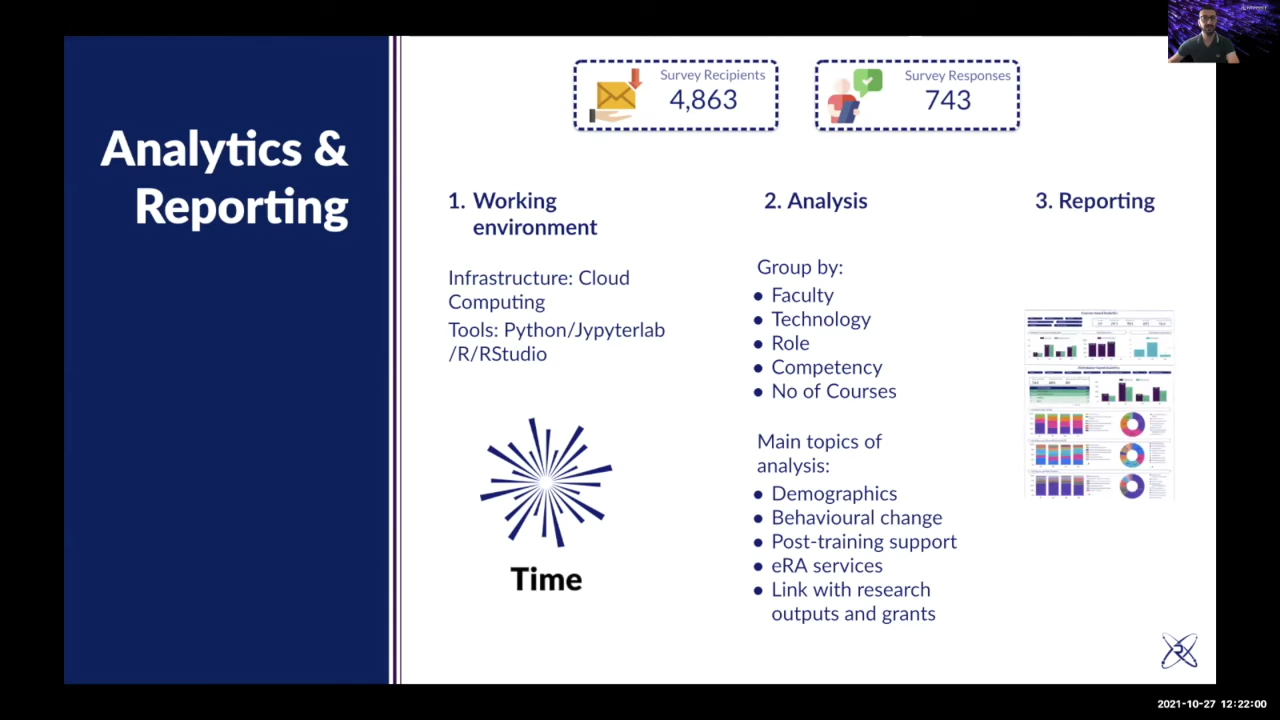 Analytics &
Reporting
Survey Recipients
4,863
Survey Responses
743
1. Working
environment
Infrastructure: Cloud
Computing
Tools: Python/Jypyterlab
/R/RStudio
Time
2. Analysis
Group by:
● Faculty
● Technology
● Role
● Competency
● No of Courses
Main topics of
analysis:
● Demographics
● Behavioural change
● Post-training support
● eRA services
● Link with research
outputs and grants
3. Reporting
2021-10-27 12:22:00